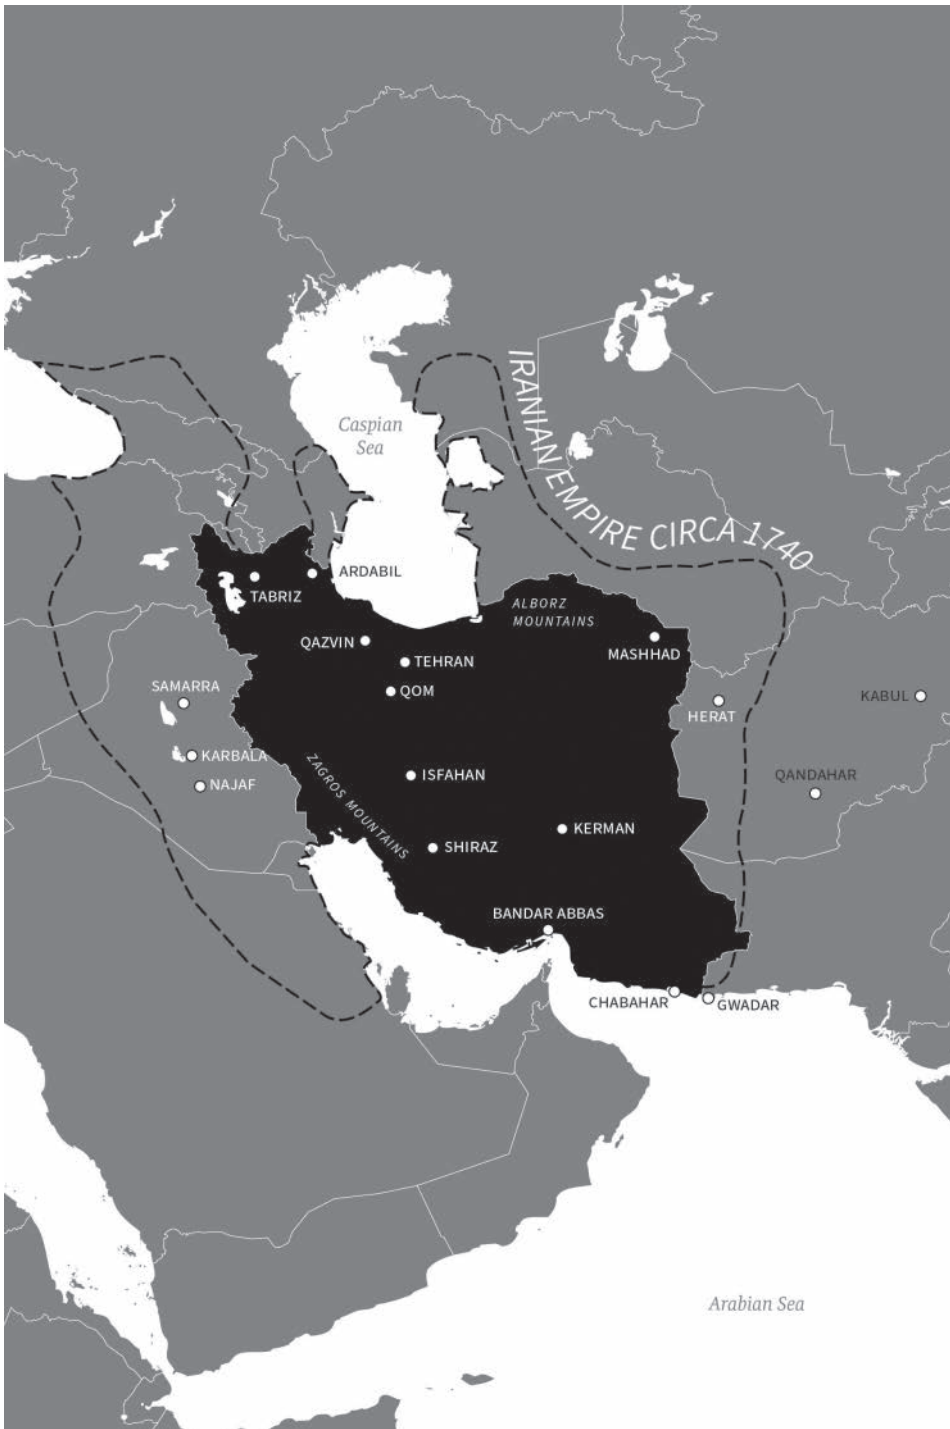 IRANIAN EMPIRE CIRCA 1740
Caspian
Sea
ARDABIL
TABRIZ
ALBORZ
MOUNTAINS
QAZVIN
TEHRAN
MASHHAD
QOM
SAMARRA
KABUL
HERAT
KARBALA
ZAGROS MOUNTAINS
ISFAHAN
QANDAHAR
NAJAF
KERMAN
SHIRAZ
BANDAR ABBAS
CHABAHAR
GWADAR
Arabian Sea